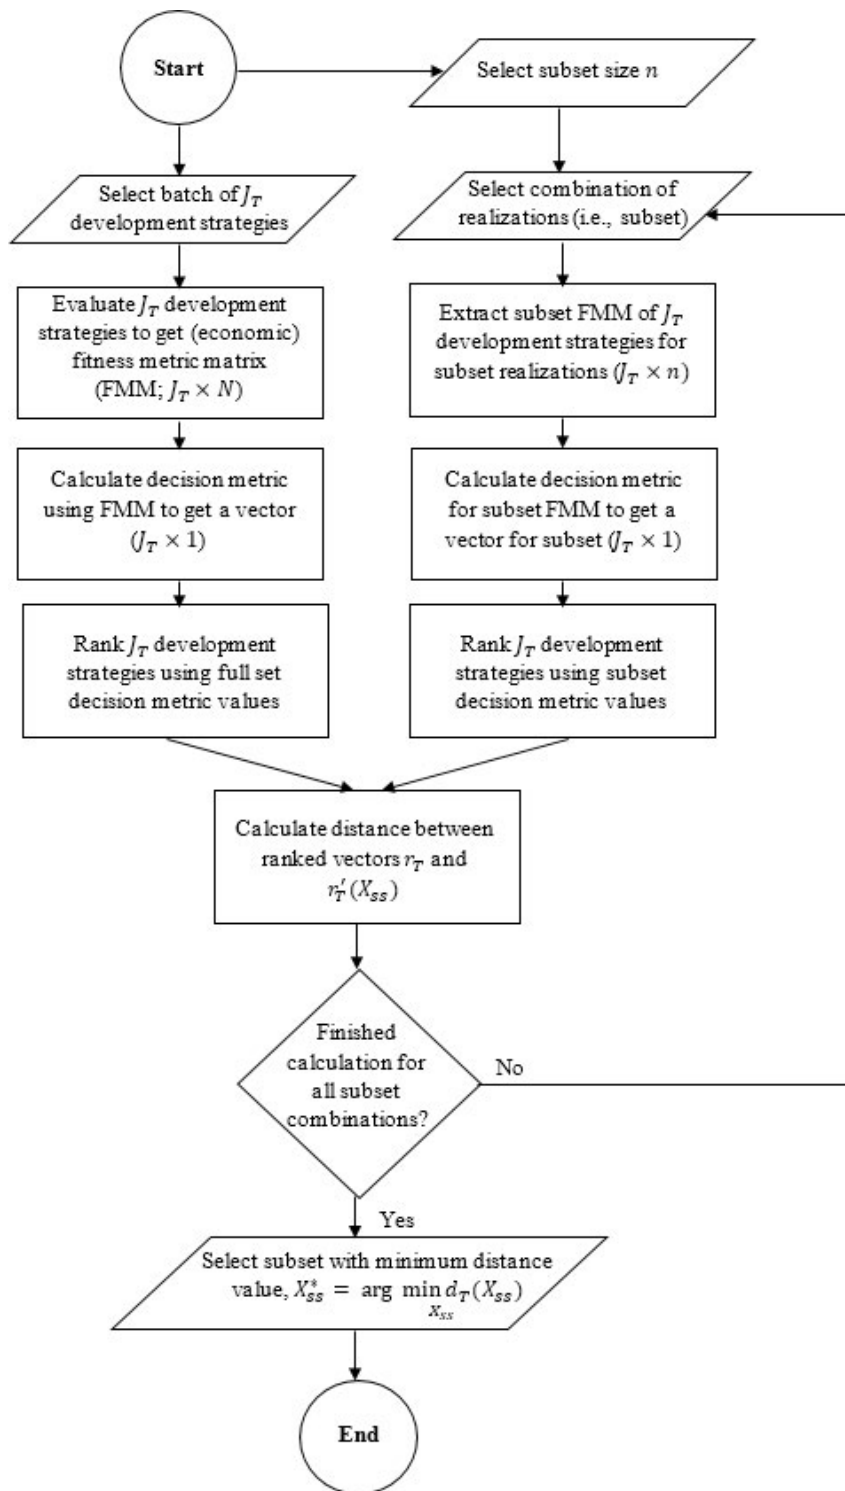 Start
Select subset size n
Select batch of J_T
development strategies
Select combination of
realizations (i.e., subset)
Evaluate J_T development
strategies to get (economic)
fitness metric matrix
(FMM; J_T × N)
Extract subset FMM of J_T
development strategies for
subset realizations (J_T × n)
Calculate decision metric
using FMM to get a vector
(J_T × 1)
Calculate decision metric
for subset FMM to get a
vector for subset (J_T × 1)
Rank J_T development
strategies using full set
decision metric values
Rank J_T development
strategies using subset
decision metric values
Calculate distance between
ranked vectors r_T and
r'_T(X_ss)
Finished
calculation for
all subset
combinations?
No
Yes
Select subset with minimum distance
value, X*_ss = arg min d_T(X_ss)
X_ss
End